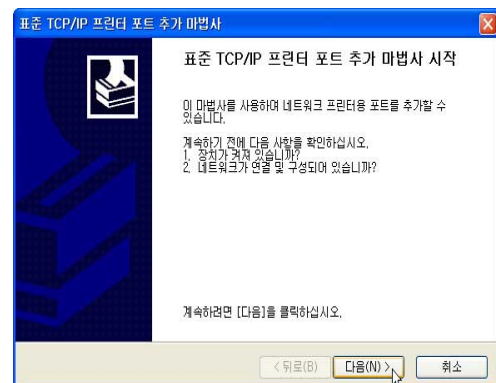 표준 TCP/IP 프린터 포트 추가 마법사
표준 TCP/IP 프린터 포트 추가 마법사 시작
이 마법사를 사용하여 네트워크 프린터용 포트를 추가할 수
있습니다.
계속하기 전에 다음 사항을 확인하십시오.
1. 장치가 켜져 있습니까?
2. 네트워크가 연결 및 구성되어 있습니까?
계속하려면 [다음]을 클릭하십시오.
< 뒤로(B) 다음(N) > 취소